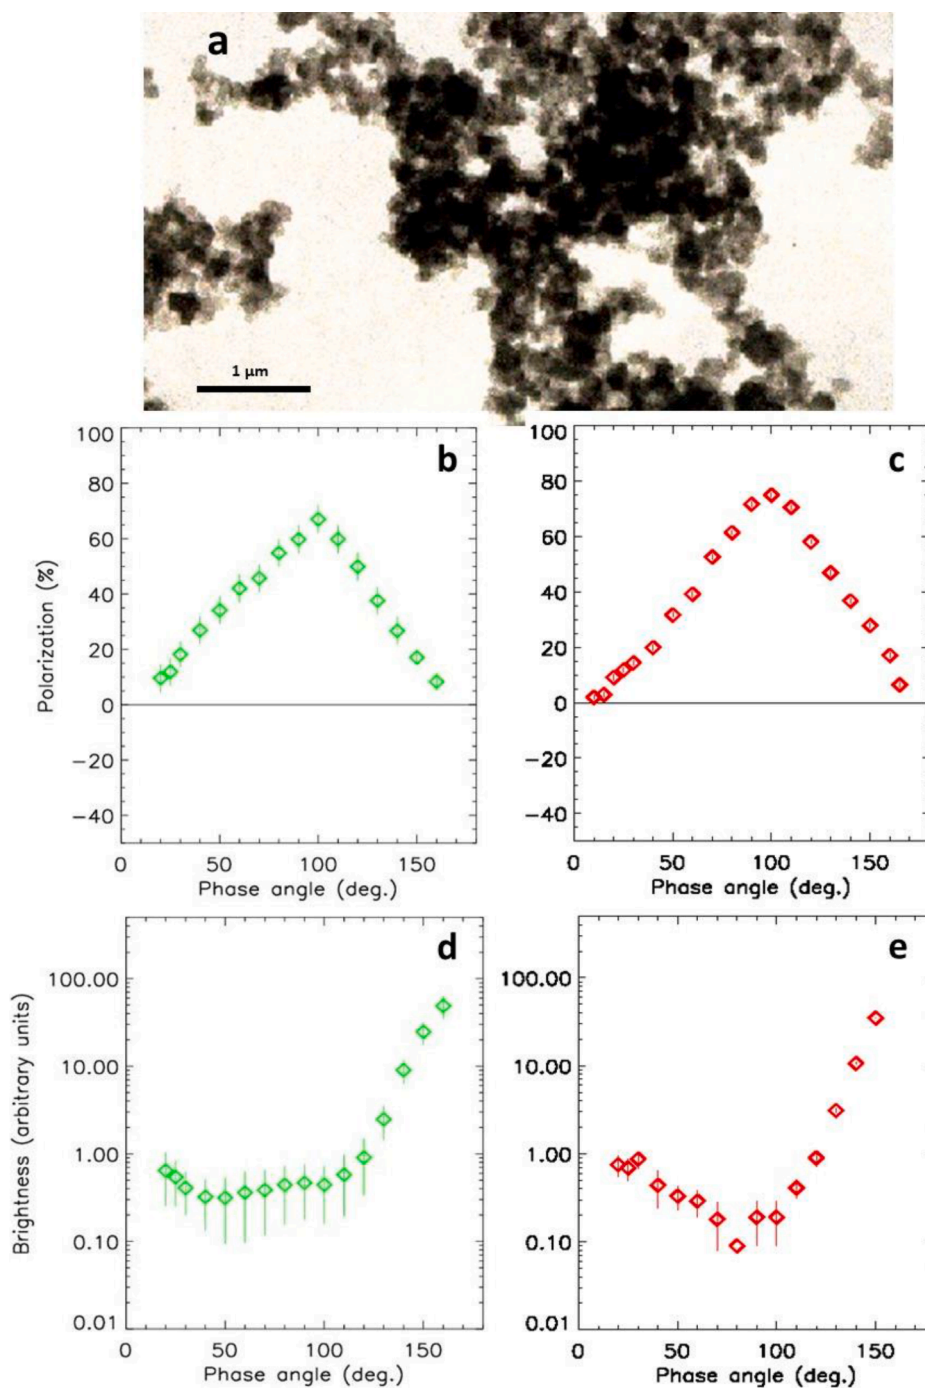 a
1 μm
b
100
80
60
40
20
0
−20
−40
Polarization (%)
0 50 100 150
Phase angle (deg.)
c
100
80
60
40
20
0
−20
−40
0 50 100 150
Phase angle (deg.)
d
100.00
10.00
1.00
0.10
0.01
Brightness (arbitrary units)
0 50 100 150
Phase angle (deg.)
e
100.00
10.00
1.00
0.10
0.01
0 50 100 150
Phase angle (deg.)